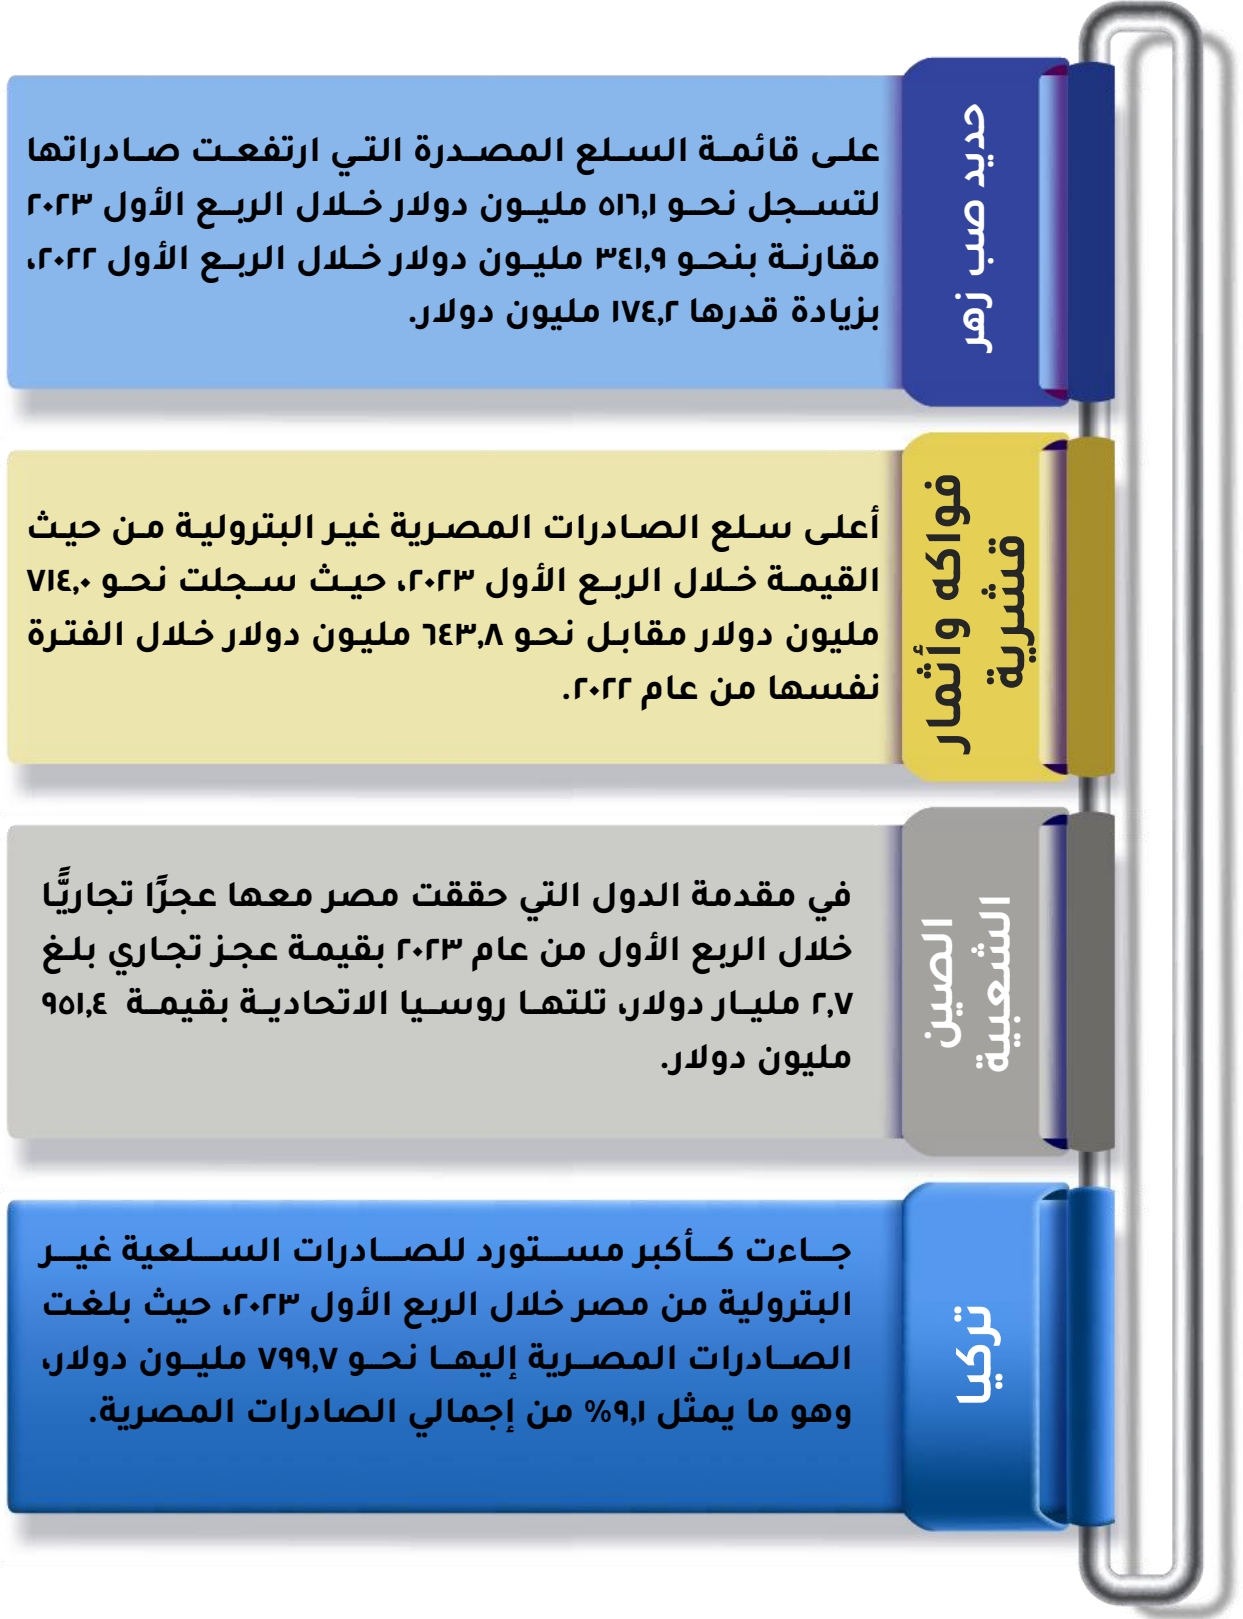 حديد صب زهر
على قائمة السلع المصدرة التي ارتفعت صادراتها
لتسجل نحو ٥١٦,١ مليون دولار خلال الربع الأول ٢٠٢٣
مقارنة بنحو ٣٤١,٩ مليون دولار خلال الربع الأول ٢٠٢٢،
بزيادة قدرها ١٧٤,٢ مليون دولار.
فواكه وأثمار
قشرية
أعلى سلع الصادرات المصرية غير البترولية من حيث
القيمة خلال الربع الأول ٢٠٢٣، حيث سجلت نحو ٧١٤,٠
مليون دولار مقابل نحو ٦٤٣,٨ مليون دولار خلال الفترة
نفسها من عام ٢٠٢٢.
الصين
الشعبية
في مقدمة الدول التي حققت مصر معها عجزًا تجاريًّا
خلال الربع الأول من عام ٢٠٢٣ بقيمة عجز تجاري بلغ
٢,٧ مليار دولار، تلتها روسيا الاتحادية بقيمة ٩٥١,٤
مليون دولار.
تركيا
جاءت كأكبر مستورد للصادرات السلعية غير
البترولية من مصر خلال الربع الأول ٢٠٢٣، حيث بلغت
الصادرات المصرية إليها نحو ٧٩٩,٧ مليون دولار،
وهو ما يمثل ٩,١% من إجمالي الصادرات المصرية.